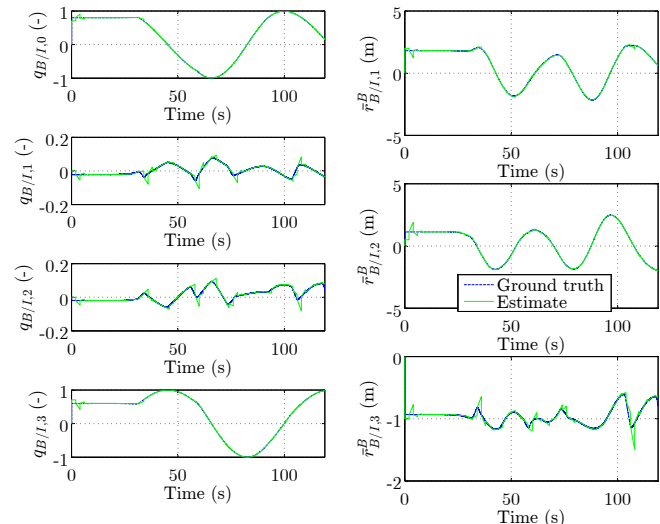 q_{B/I,0} (-)
1
0
-1
0
50
100
Time (s)
q_{B/I,1} (-)
0.2
0
-0.2
0
50
100
Time (s)
q_{B/I,2} (-)
0.2
0
-0.2
0
50
100
Time (s)
q_{B/I,3} (-)
1
0
-1
0
50
100
Time (s)
\bar{r}^B_{B/I,1} (m)
5
0
-5
0
50
100
Time (s)
\bar{r}^B_{B/I,2} (m)
5
0
-5
0
50
100
Time (s)
Ground truth
Estimate
\bar{r}^B_{B/I,3} (m)
0
-1
-2
0
50
100
Time (s)